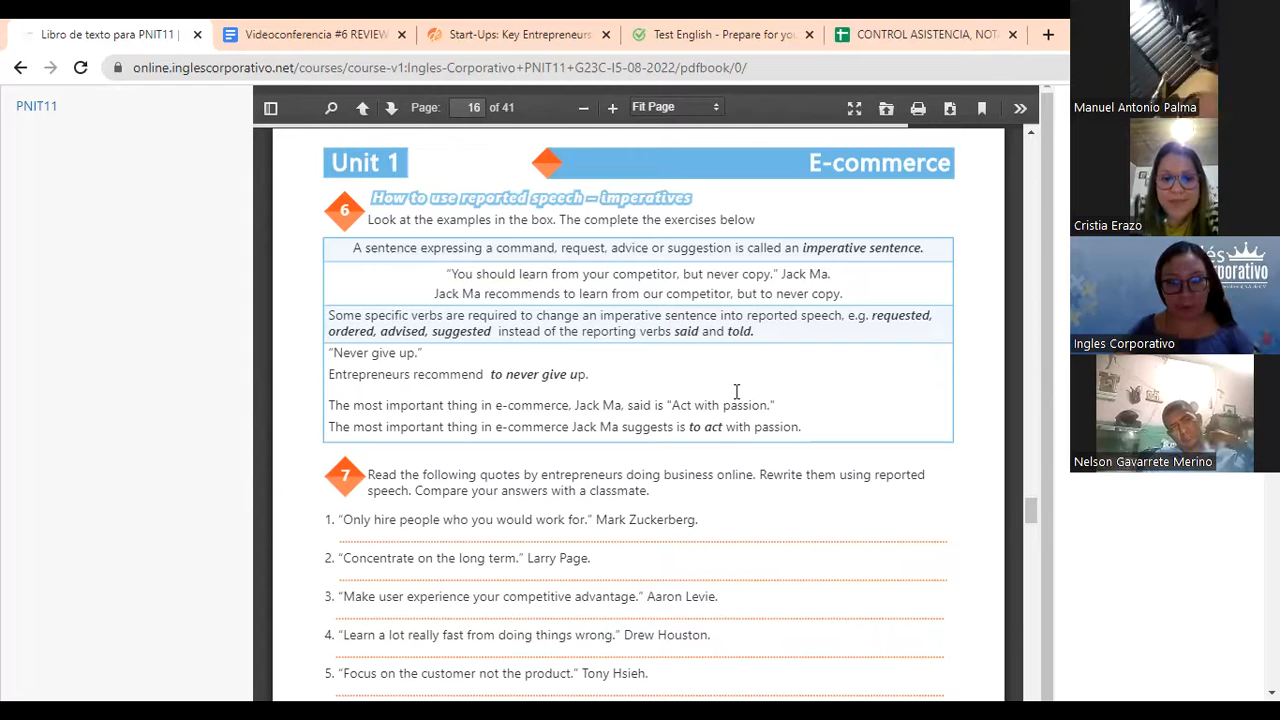 Libro de texto para PNIT11 |
Videoconferencia #6 REVIEW
Start-Ups: Key Entrepreneurs
Test English - Prepare for you
CONTROL ASISTENCIA, NOT
online.inglescorporativo.net/courses/course-v1:Ingles-Corporativo+PNIT11+G23C-I5-08-2022/pdfbook/0/
PNIT11
Page: 16 of 41
Fit Page
Unit 1
E-commerce
6
How to use reported speech – imperatives
Look at the examples in the box. The complete the exercises below
A sentence expressing a command, request, advice or suggestion is called an imperative sentence.
“You should learn from your competitor, but never copy.” Jack Ma.
Jack Ma recommends to learn from our competitor, but to never copy.
Some specific verbs are required to change an imperative sentence into reported speech, e.g. requested,
ordered, advised, suggested instead of the reporting verbs said and told.
“Never give up.”
Entrepreneurs recommend to never give up.
The most important thing in e-commerce, Jack Ma, said is "Act with passion."
The most important thing in e-commerce Jack Ma suggests is to act with passion.
7
Read the following quotes by entrepreneurs doing business online. Rewrite them using reported
speech. Compare your answers with a classmate.
1. “Only hire people who you would work for.” Mark Zuckerberg.
2. “Concentrate on the long term.” Larry Page.
3. “Make user experience your competitive advantage.” Aaron Levie.
4. “Learn a lot really fast from doing things wrong.” Drew Houston.
5. “Focus on the customer not the product.” Tony Hsieh.
Manuel Antonio Palma
Cristia Erazo
Ingles Corporativo
Nelson Gavarrete Merino